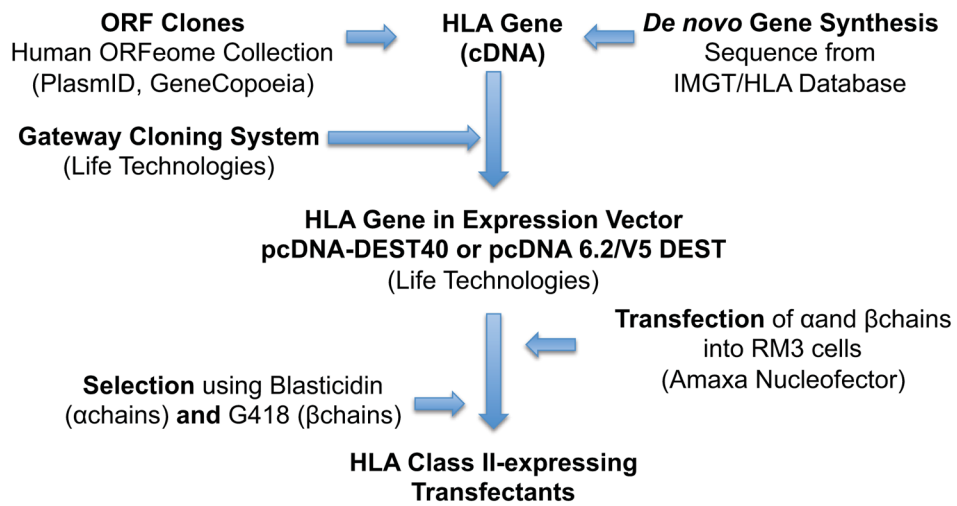 ORF Clones
Human ORFeome Collection
(PlasmID, GeneCopoeia)
HLA Gene
(cDNA)
De novo Gene Synthesis
Sequence from
IMGT/HLA Database
Gateway Cloning System
(Life Technologies)
HLA Gene in Expression Vector
pcDNA-DEST40 or pcDNA 6.2/V5 DEST
(Life Technologies)
Transfection of αand βchains
into RM3 cells
(Amaxa Nucleofector)
Selection using Blasticidin
(αchains) and G418 (βchains)
HLA Class II-expressing
Transfectants